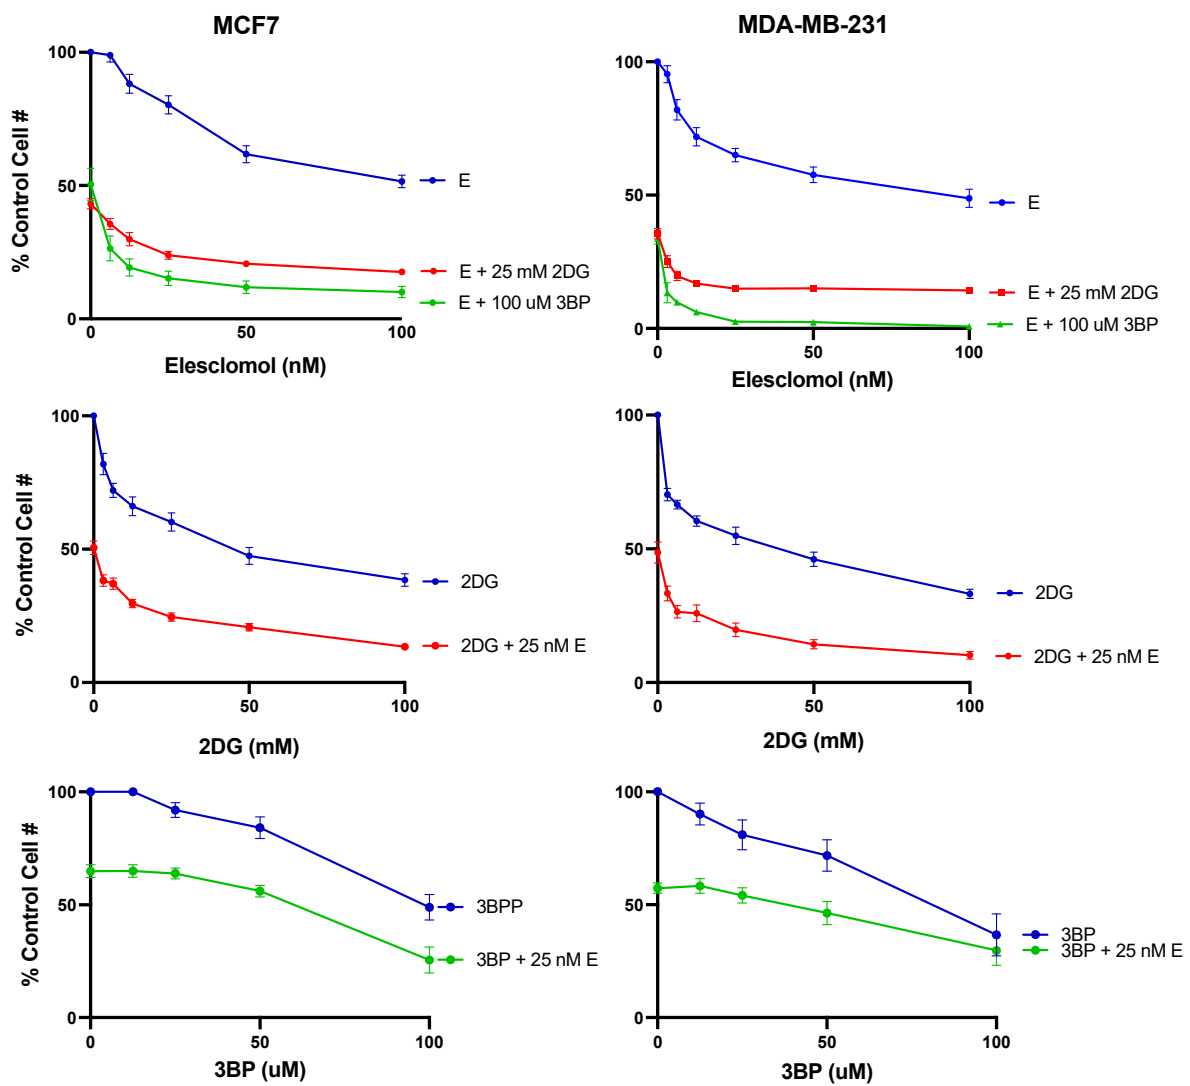 MCF7
MDA-MB-231
% Control Cell #
100
50
0
0
50
100
Elesclomol (nM)
E
E + 25 mM 2DG
E + 100 uM 3BP
100
50
0
0
50
100
Elesclomol (nM)
E
E + 25 mM 2DG
E + 100 uM 3BP
% Control Cell #
100
50
0
0
50
100
2DG (mM)
2DG
2DG + 25 nM E
100
50
0
0
50
100
2DG (mM)
2DG
2DG + 25 nM E
% Control Cell #
100
50
0
0
50
100
3BP (uM)
3BPP
3BP + 25 nM E
100
50
0
0
50
100
3BP (uM)
3BP
3BP + 25 nM E